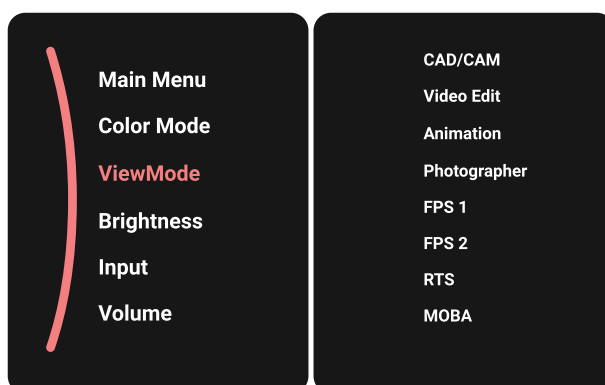 Main Menu
Color Mode
ViewMode
Brightness
Input
Volume
CAD/CAM
Video Edit
Animation
Photographer
FPS 1
FPS 2
RTS
MOBA